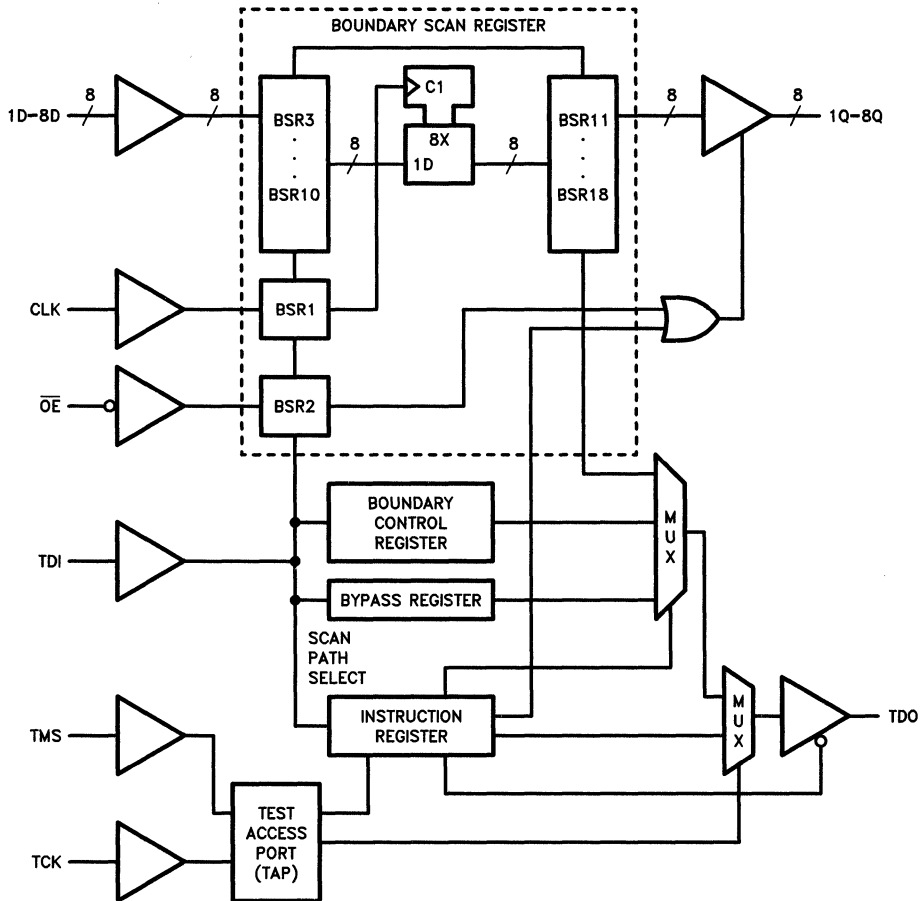 BOUNDARY SCAN REGISTER
8
8
1D-8D
BSR3
.
.
.
BSR10
8
C1
8X
1D
8
BSR11
.
.
.
BSR18
8
8
1Q-8Q
CLK
BSR1
OE
BSR2
TDI
BOUNDARY
CONTROL
REGISTER
BYPASS REGISTER
MUX
SCAN
PATH
SELECT
INSTRUCTION
REGISTER
MUX
TDO
TMS
TEST
ACCESS
PORT
(TAP)
TCK